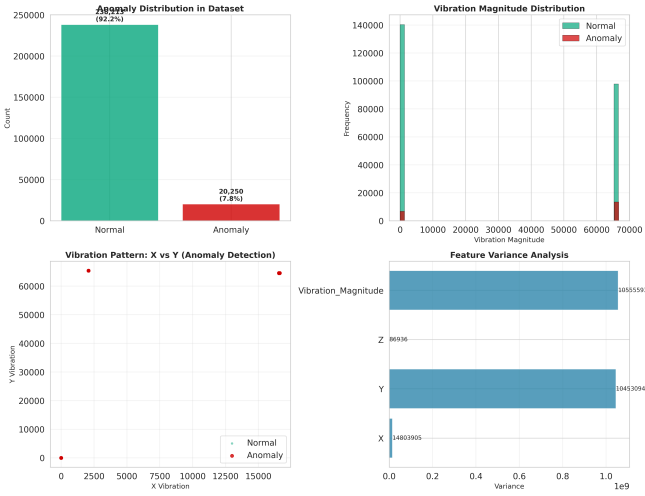 Anomaly Distribution in Dataset
(92.2%)
250000
200000
150000
100000
50000
0
Count
20,250
(7.8%)
Normal
Anomaly
Vibration Magnitude Distribution
Normal
Anomaly
140000
120000
100000
80000
60000
40000
20000
0
Frequency
0 10000 20000 30000 40000 50000 60000 70000
Vibration Magnitude
Vibration Pattern: X vs Y (Anomaly Detection)
60000
50000
40000
30000
20000
10000
0
Y Vibration
Normal
Anomaly
0 2500 5000 7500 10000 12500 15000
X Vibration
Feature Variance Analysis
Vibration_Magnitude
Z
86936
Y
10453094
X
14803905
0.0 0.2 0.4 0.6 0.8 1.0
1e9
Variance